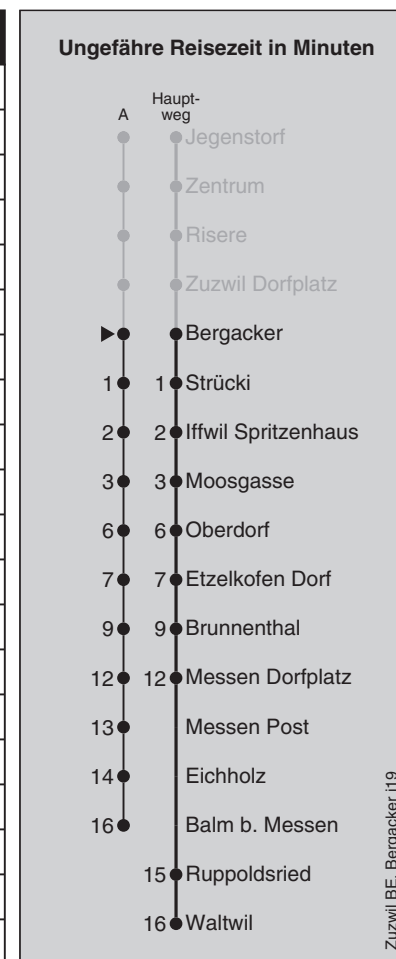 Ungefähre Reisezeit in Minuten
A
Haupt-
weg
Jegenstorf
Zentrum
Risere
Zuzwil Dorfplatz
Bergacker
1 1 Strücki
2 2 Iffwil Spritzenhaus
3 3 Moosgasse
6 6 Oberdorf
7 7 Etzelkofen Dorf
9 9 Brunnenthal
12 12 Messen Dorfplatz
13 Messen Post
14 Eichholz
16 Balm b. Messen
15 Ruppoldsried
16 Waltwil
Zuzwil BE, Bergacker j19